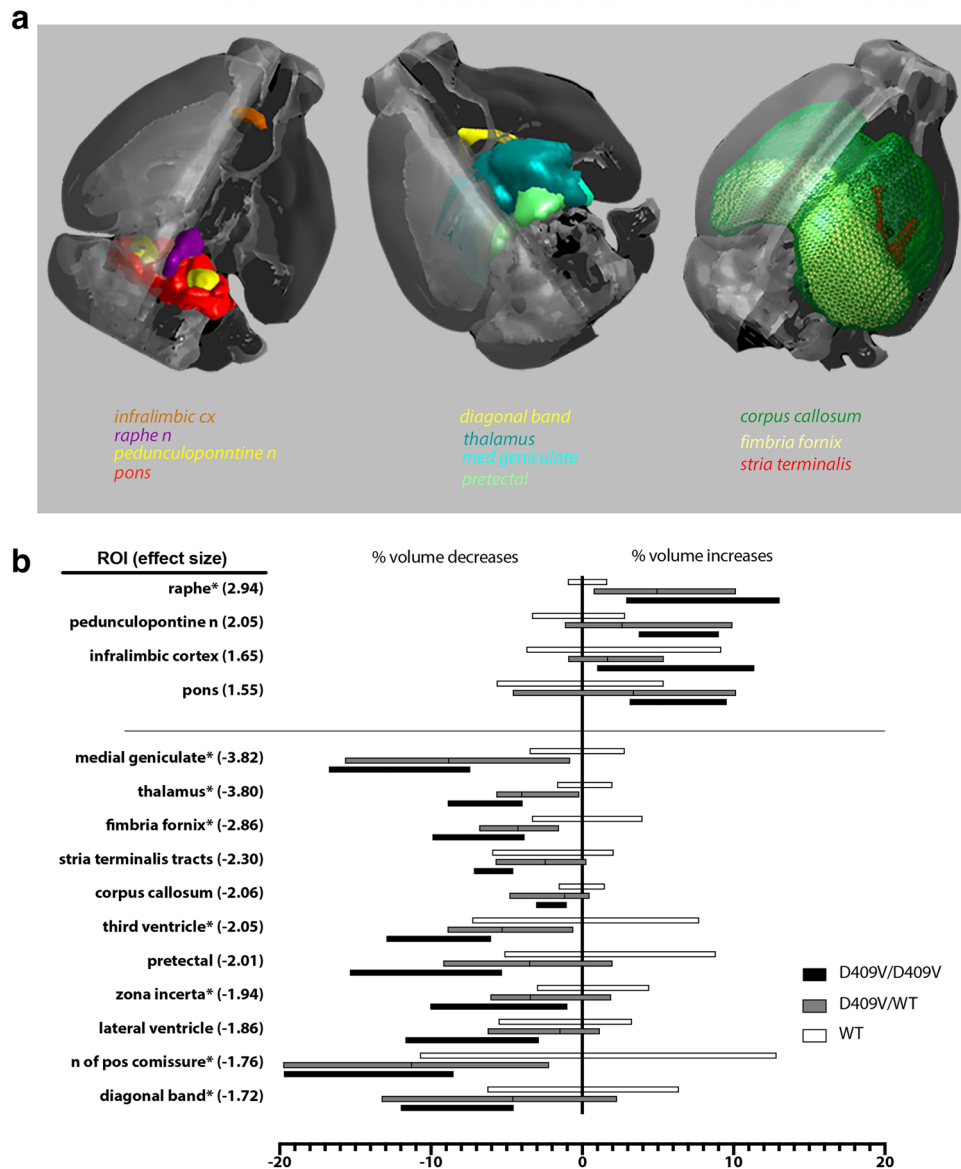 a
infralimbic cx
raphe n
pedunculoponntine n
pons
diagonal band
thalamus
med geniculate
pretectal
corpus callosum
fimbria fornix
stria terminalis
b
ROI (effect size)
% volume decreases
% volume increases
raphe* (2.94)
pedunculopontine n (2.05)
infralimbic cortex (1.65)
pons (1.55)
medial geniculate* (-3.82)
thalamus* (-3.80)
fimbria fornix* (-2.86)
stria terminalis tracts (-2.30)
corpus callosum (-2.06)
third ventricle* (-2.05)
pretectal (-2.01)
zona incerta* (-1.94)
lateral ventricle (-1.86)
n of pos comissure* (-1.76)
diagonal band* (-1.72)
D409V/D409V
D409V/WT
WT
-20 -10 0 10 20